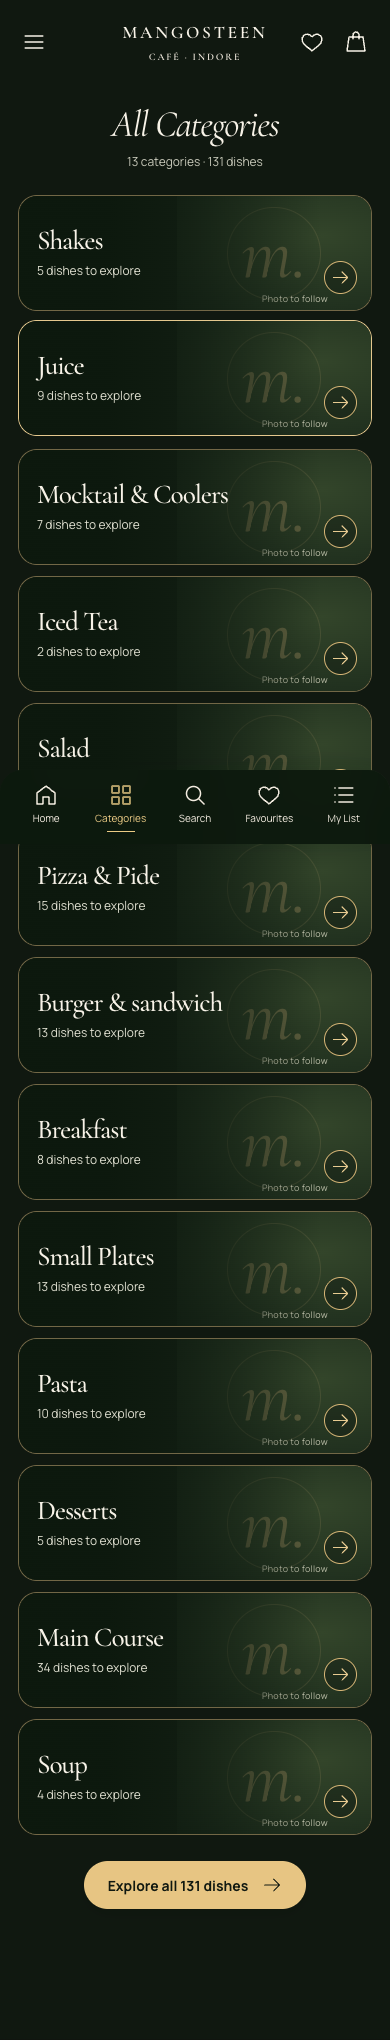 MANGOSTEEN
CAFÉ · INDORE
All Categories
13 categories · 131 dishes
Shakes
5 dishes to explore
m.
Photo to follow
Juice
9 dishes to explore
m.
Photo to follow
Mocktail & Coolers
7 dishes to explore
m.
Photo to follow
Iced Tea
2 dishes to explore
m.
Photo to follow
Salad
m.
Home
Categories
Search
Favourites
My List
Pizza & Pide
15 dishes to explore
m.
Photo to follow
Burger & sandwich
13 dishes to explore
m.
Photo to follow
Breakfast
8 dishes to explore
m.
Photo to follow
Small Plates
13 dishes to explore
m.
Photo to follow
Pasta
10 dishes to explore
m.
Photo to follow
Desserts
5 dishes to explore
m.
Photo to follow
Main Course
34 dishes to explore
m.
Photo to follow
Soup
4 dishes to explore
m.
Photo to follow
Explore all 131 dishes